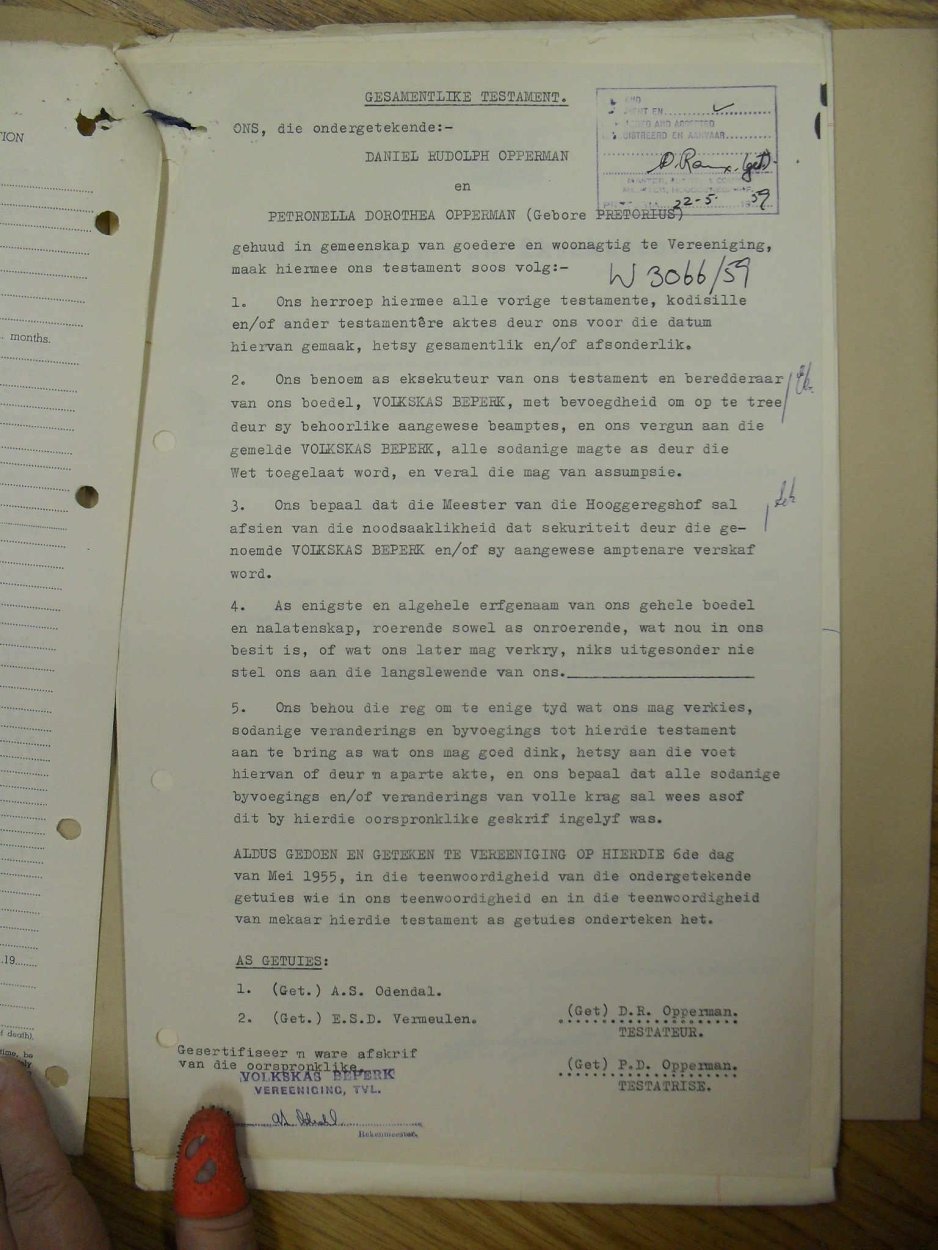 TION
months.
.19
f death).
time, be
GESAMENTLIKE TESTAMENT.
EN
REGISTREERD EN AANVAAR
(get)
22-5- 1959
ONS, die ondergetekende:-
DANIEL RUDOLPH OPPERMAN
en
PETRONELLA DOROTHEA OPPERMAN (Gebore PRETORIUS)
gehuud in gemeenskap van goedere en woonagtig te Vereeniging,
maak hiermee ons testament soos volg:-
W 3066/59
1. Ons herroep hiermee alle vorige testamente, kodisille
en/of ander testamentêre aktes deur ons voor die datum
hiervan gemaak, hetsy gesamentlik en/of afsonderlik.
2. Ons benoem as eksekuteur van ons testament en beredderaar
van ons boedel, VOLKSKAS BEPERK, met bevoegdheid om op te tree
deur sy behoorlike aangewese beamptes, en ons vergun aan die
gemelde VOLKSKAS BEPERK, alle sodanige magte as deur die
Wet toegelaat word, en veral die mag van assumpsie.
3. Ons bepaal dat die Meester van die Hooggeregshof sal
afsien van die noodsaaklikheid dat sekuriteit deur die ge-
noemde VOLKSKAS BEPERK en/of sy aangewese amptenare verskaf
word.
4. As enigste en algehele erfgenaam van ons gehele boedel
en nalatenskap, roerende sowel as onroerende, wat nou in ons
besit is, of wat ons later mag verkry, niks uitgesonder nie
stel ons aan die langslewende van ons.
5. Ons behou die reg om te enige tyd wat ons mag verkies,
sodanige veranderings en byvoegings tot hierdie testament
aan te bring as wat ons mag goed dink, hetsy aan die voet
hiervan of deur 'n aparte akte, en ons bepaal dat alle sodanige
byvoegings en/of veranderings van volle krag sal wees asof
dit by hierdie oorspronklike geskrif ingelyf was.
ALDUS GEDOEN EN GETEKEN TE VEREENIGING OP HIERDIE 6de dag
van Mei 1955, in die teenwoordigheid van die ondergetekende
getuies wie in ons teenwoordigheid en in die teenwoordigheid
van mekaar hierdie testament as getuies onderteken het.
AS GETUIES:
1. (Get.) A.S. Odendal.
2. (Get.) E.S.D. Vermeulen.
(Get) D.R. Opperman.
TESTATEUR.
(Get) P.D. Opperman.
TESTATRISE.
Gesertifiseer 'n ware afskrif
van die oorspronklike.
VOLKSKAS BEPERK
VEREENIGING, TVL.
Rekenmeester.